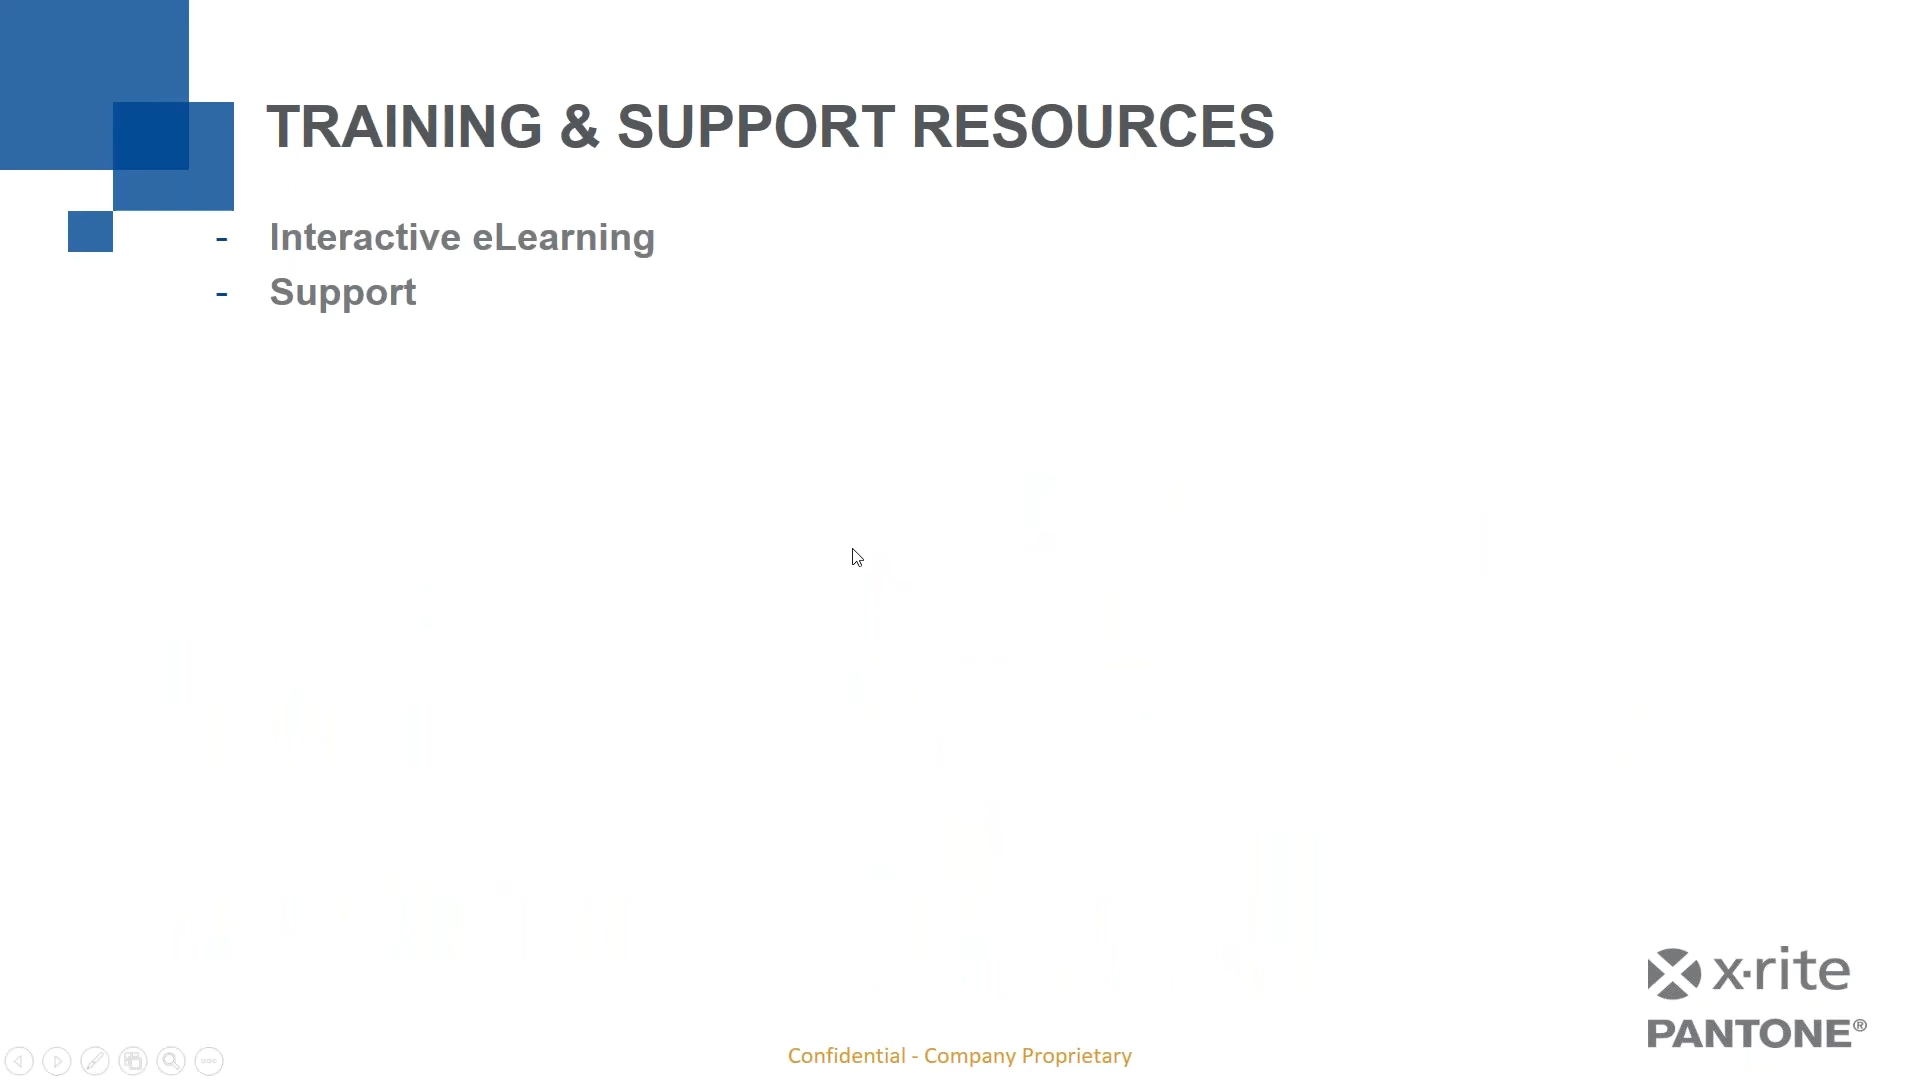 TRAINING & SUPPORT RESOURCES
- Interactive eLearning
- Support
x·rite
PANTONE®
Confidential - Company Proprietary